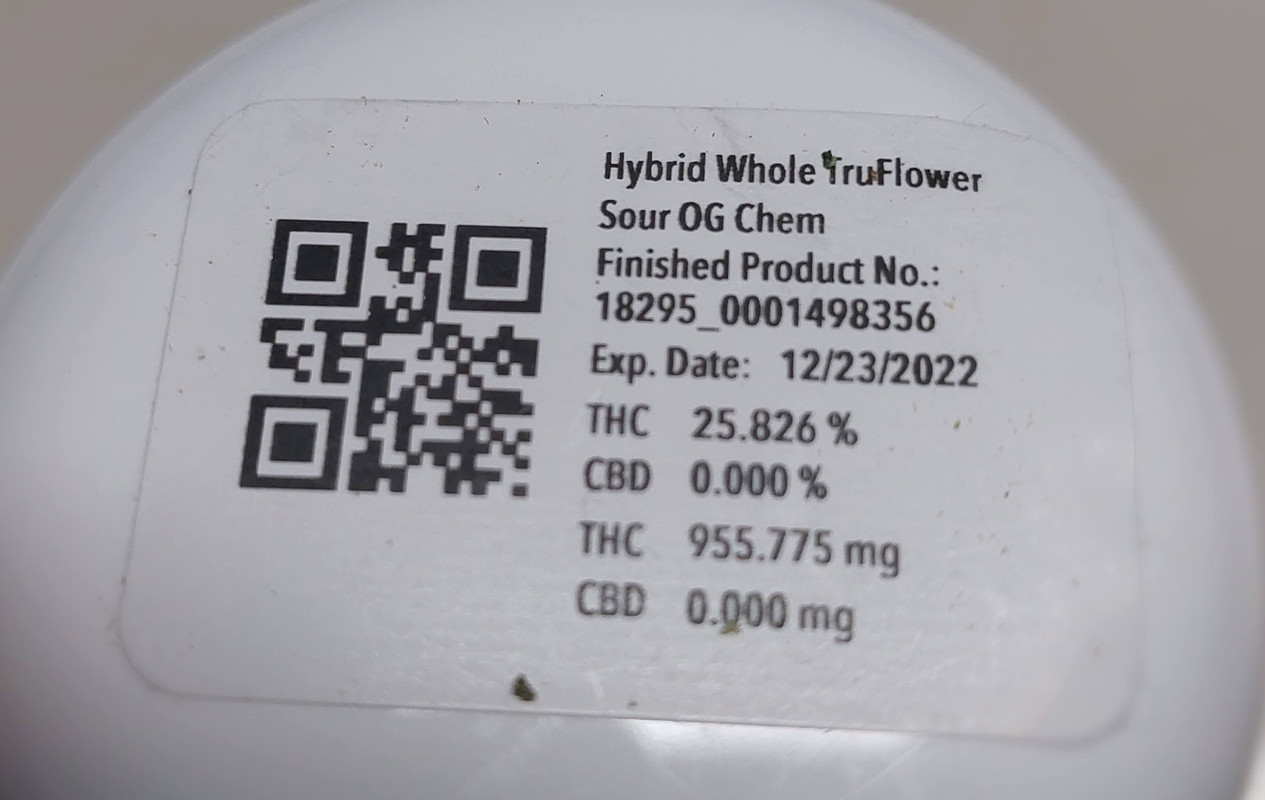 Hybrid Whole TruFlower
Sour OG Chem
Finished Product No.:
18295_0001498356
Exp. Date: 12/23/2022
THC 25.826 %
CBD 0.000 %
THC 955.775 mg
CBD 0.000 mg